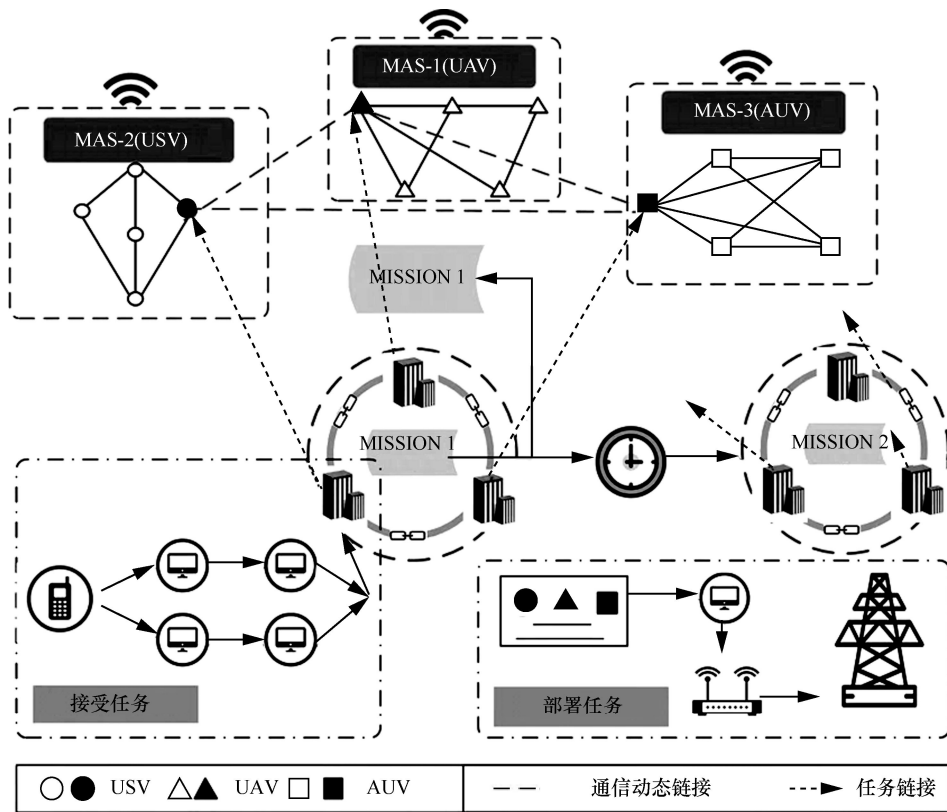 MAS-1(UAV)
MAS-2(USV)
MAS-3(AUV)
MISSION 1
MISSION 1
MISSION 2
接受任务
部署任务
USV UAV AUV 通信动态链接 任务链接